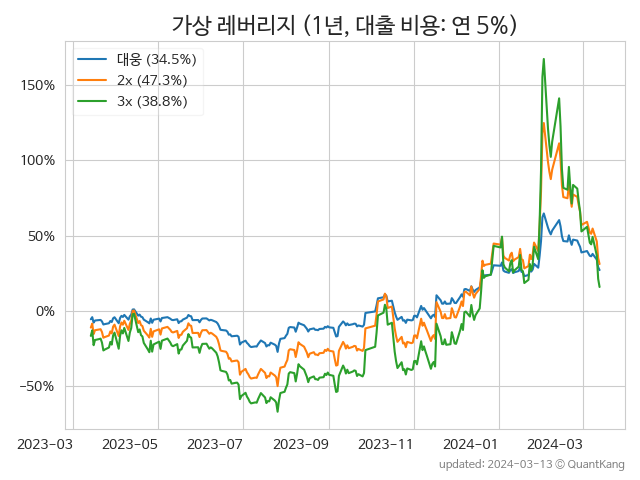 가상 레버리지 (1년, 대출 비용: 연 5%)
대웅 (34.5%)
2x (47.3%)
3x (38.8%)
150%
100%
50%
0%
−50%
2023-03 2023-05 2023-07 2023-09 2023-11 2024-01 2024-03
updated: 2024-03-13 © QuantKang